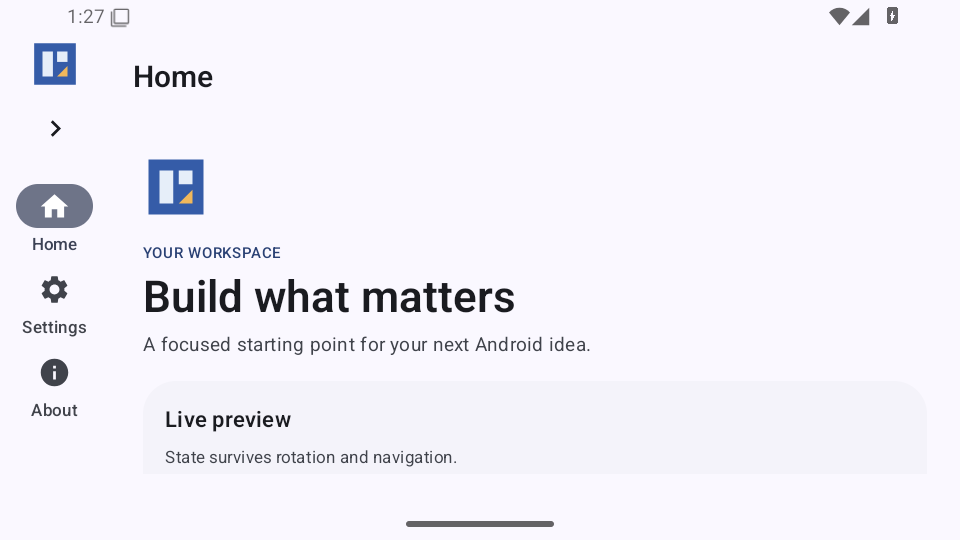 1:27
Home
Home
Settings
About
YOUR WORKSPACE
Build what matters
A focused starting point for your next Android idea.
Live preview
State survives rotation and navigation.